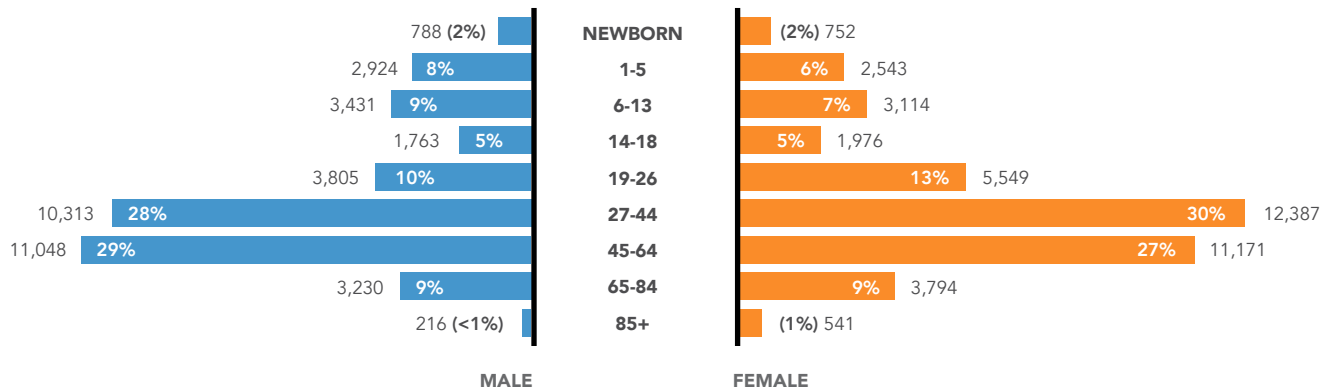 788 (2%) NEWBORN (2%) 752
2,924 8% 1-5 6% 2,543
3,431 9% 6-13 7% 3,114
1,763 5% 14-18 5% 1,976
3,805 10% 19-26 13% 5,549
10,313 28% 27-44 30% 12,387
11,048 29% 45-64 27% 11,171
3,230 9% 65-84 9% 3,794
216 (<1%) 85+ (1%) 541
MALE FEMALE